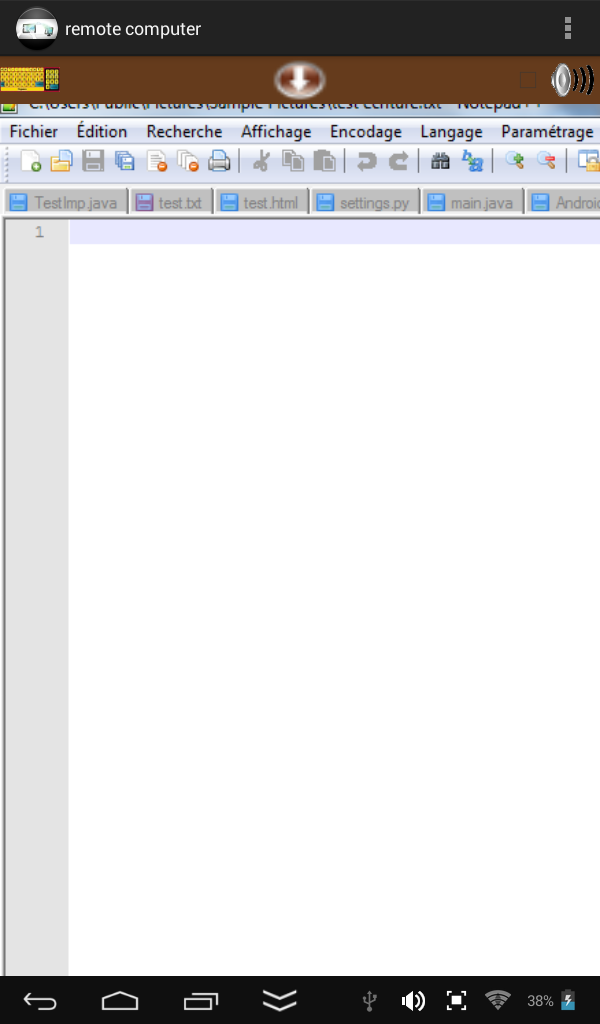 remote computer
C:\Users\Public\Pictures\Sample Pictures\test ecriture.txt - Notepad++
Fichier Édition Recherche Affichage Encodage Langage Paramétrage
TestImp.java test.txt test.html settings.py main.java Androi
1
38%